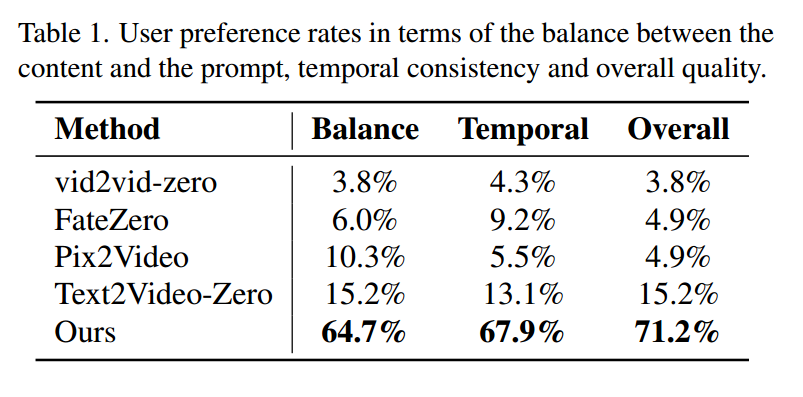 Table 1. User preference rates in terms of the balance between the
content and the prompt, temporal consistency and overall quality.
Method Balance Temporal Overall
vid2vid-zero 3.8% 4.3% 3.8%
FateZero 6.0% 9.2% 4.9%
Pix2Video 10.3% 5.5% 4.9%
Text2Video-Zero 15.2% 13.1% 15.2%
Ours 64.7% 67.9% 71.2%